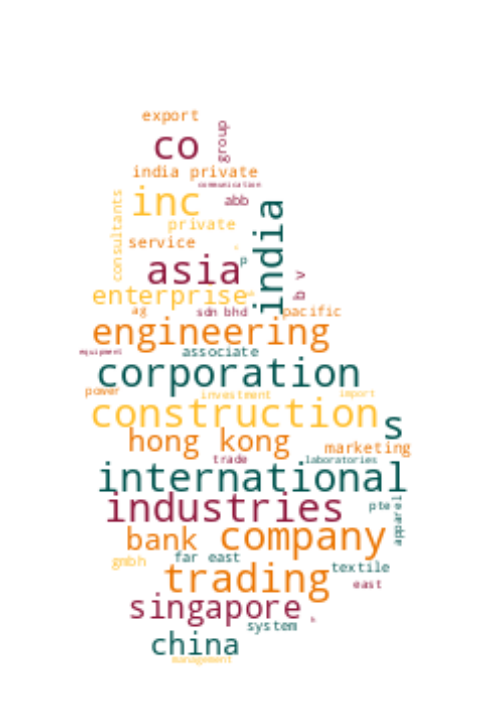 export
co
group
india private
communication
inc
abb
consultants
private
india
service
p
asia
b v
enterprise
ag
sdn bhd
pacific
engineering
equipment
associate
corporation
power
investment
import
construction
s
hong kong
marketing
trade
laboratories
international
industries
pte
apparel
bank
company
gmbh
far east
textile
trading
east
singapore
system
china
management